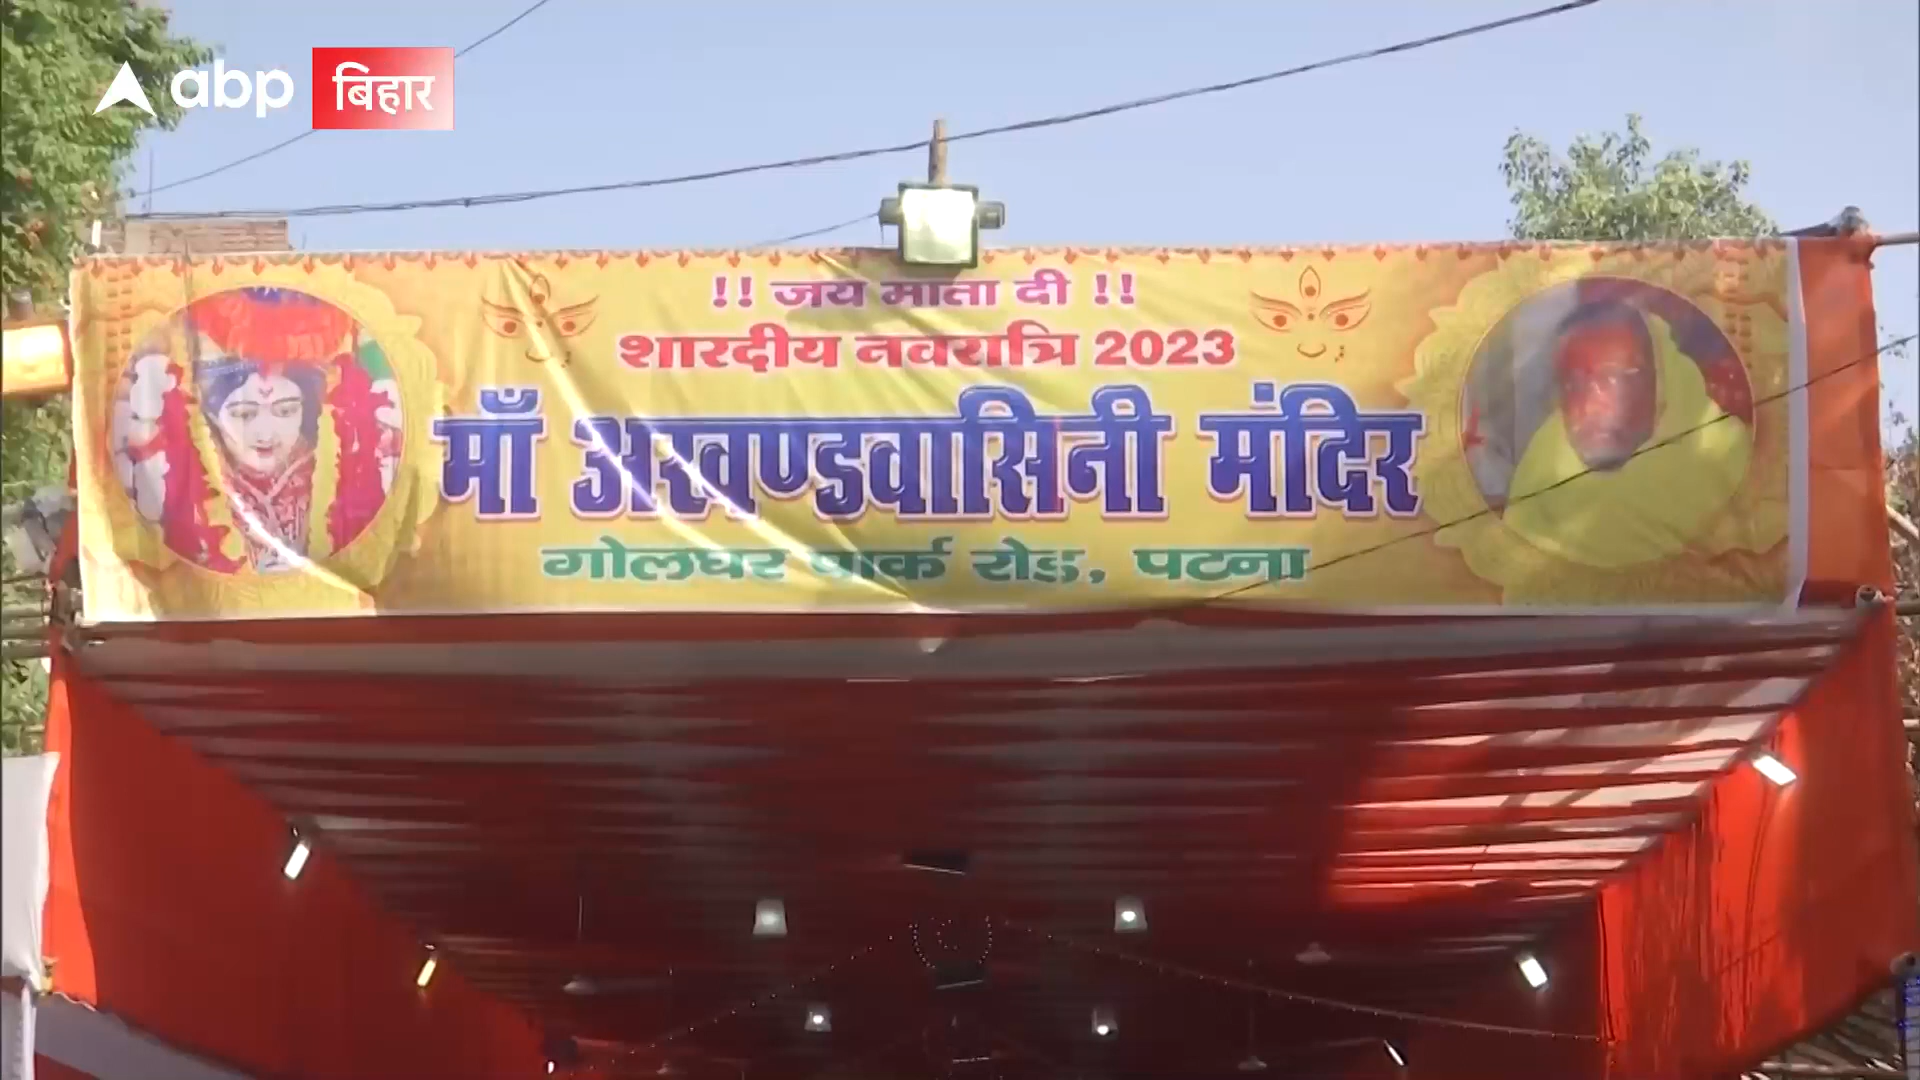 abp बिहार
!! जय माता दी !!
शारदीय नवरात्रि 2023
माँ अखण्डवासिनी मंदिर
गोलघर पार्क रोड, पटना